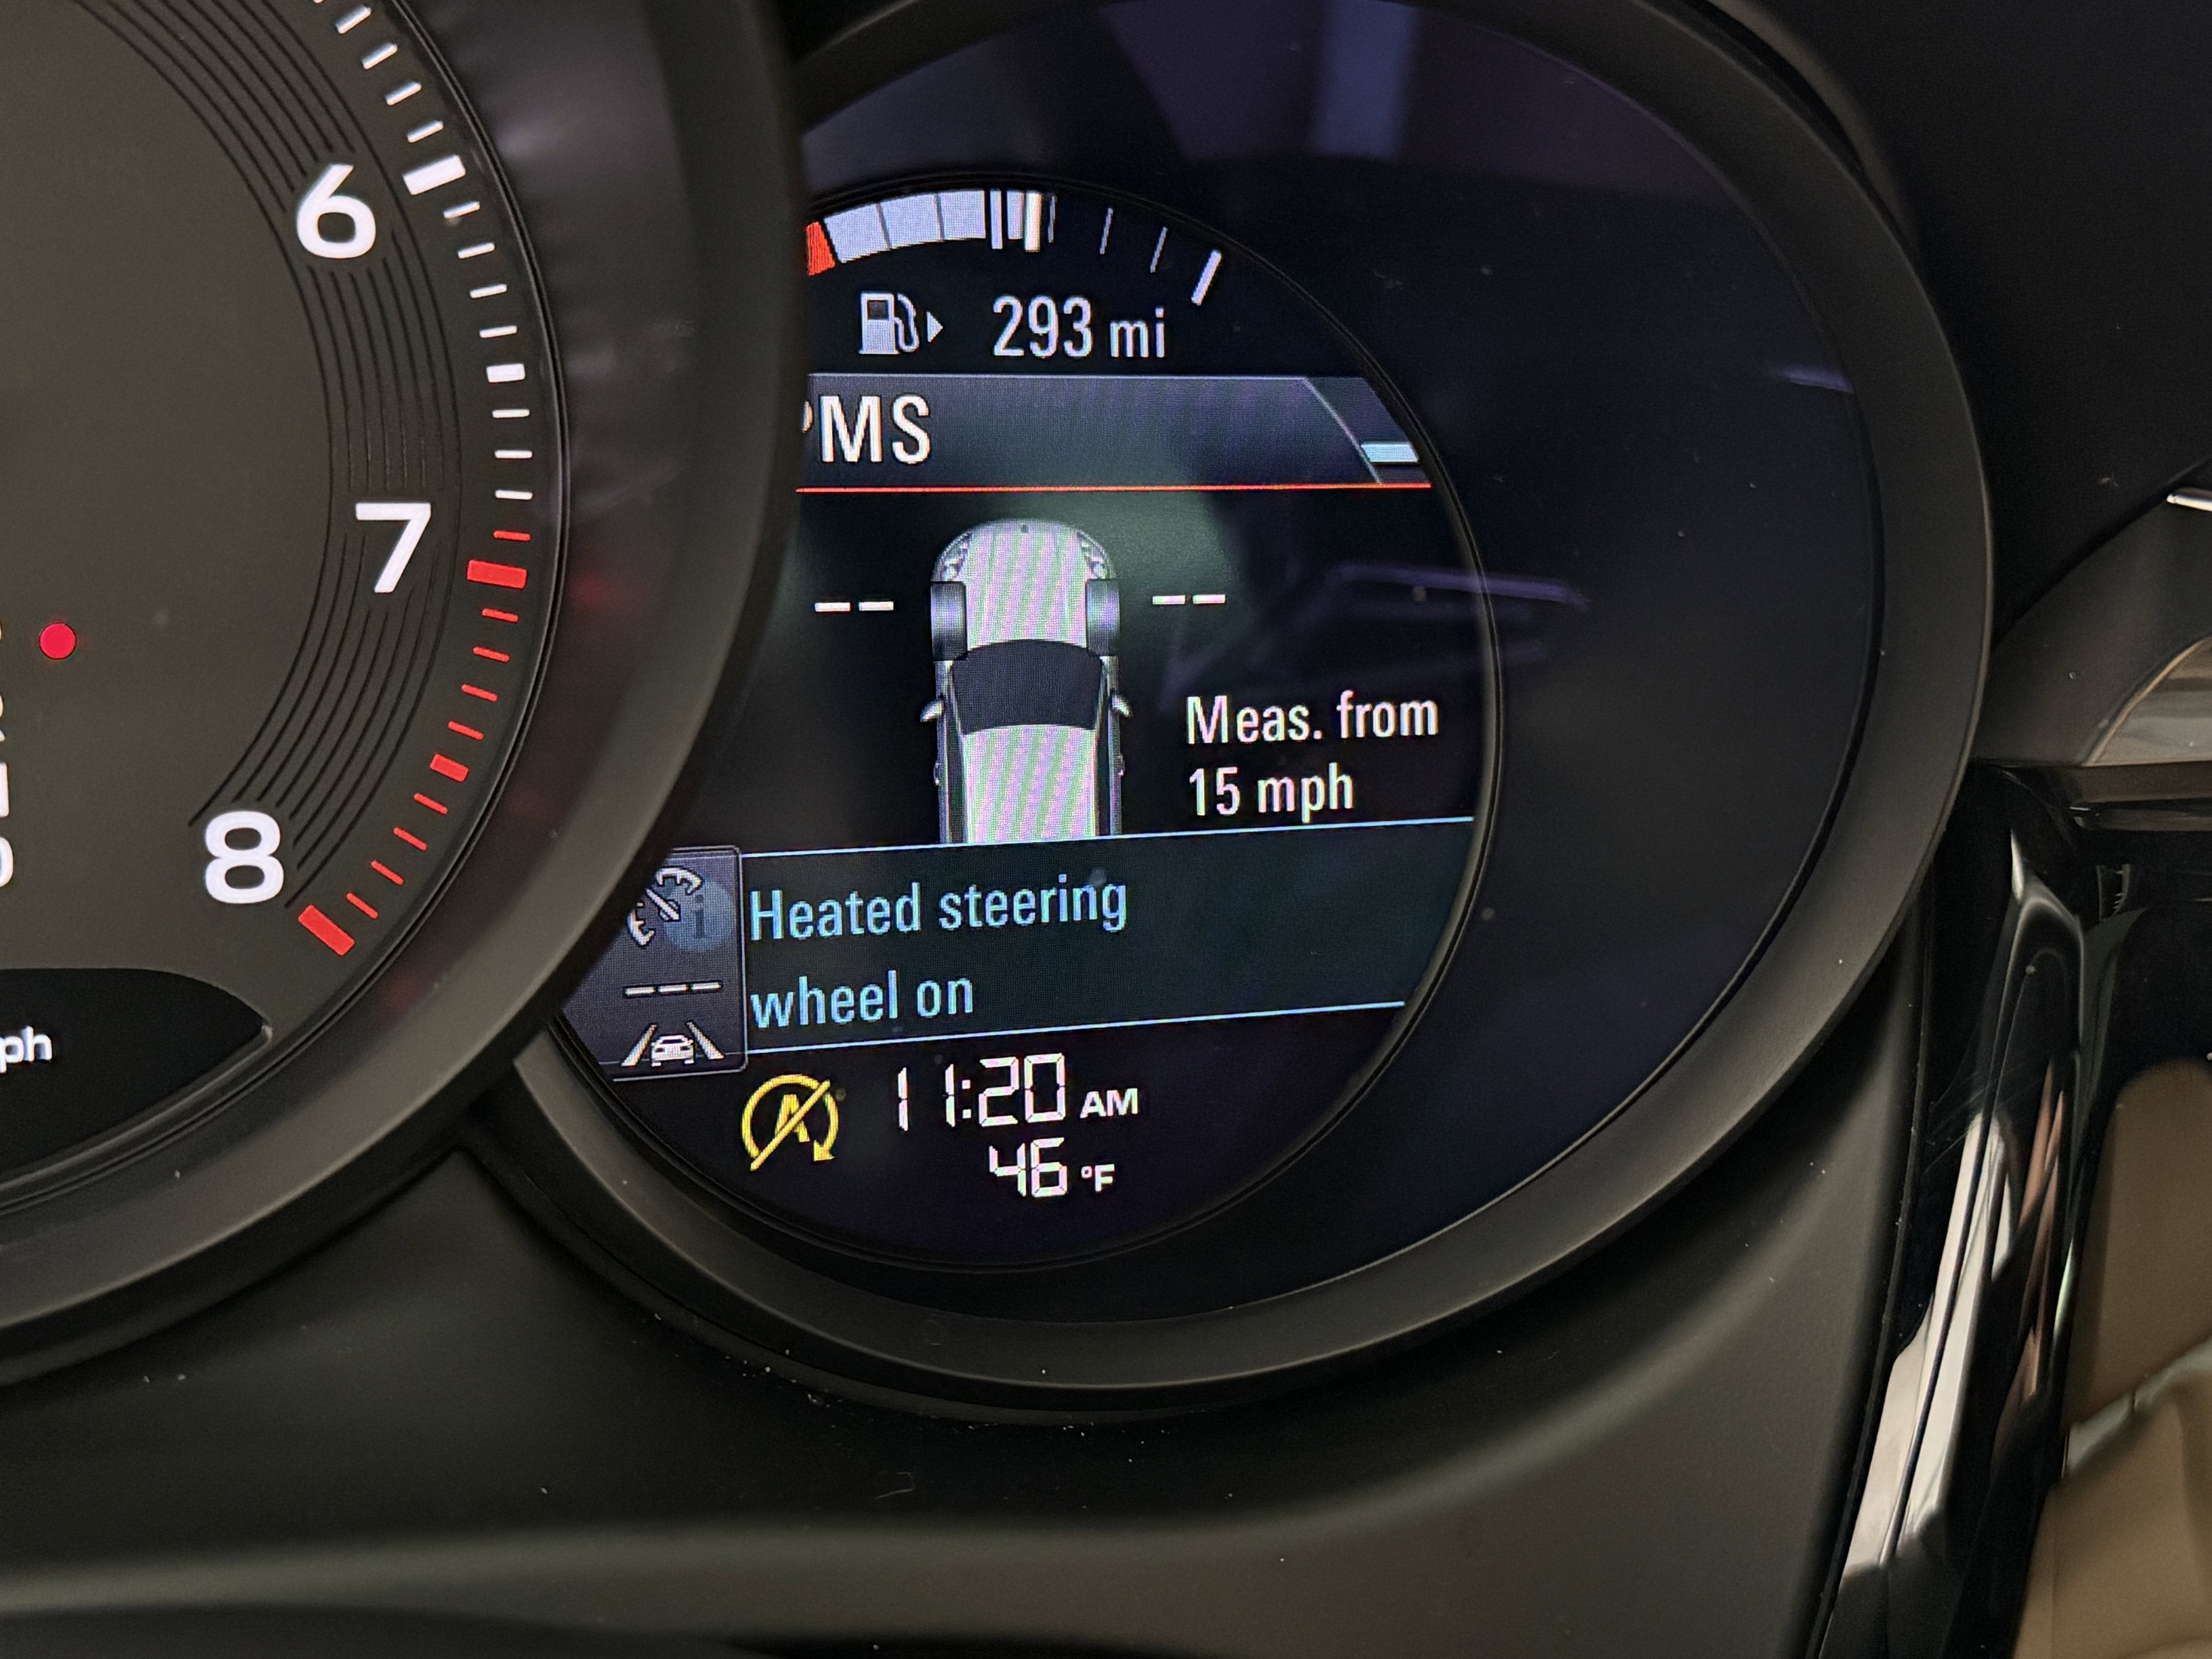 6
7
8
293 mi
PMS
-- --
Meas. from
15 mph
Heated steering
wheel on
---
A
11:20 AM
46 °F
ph